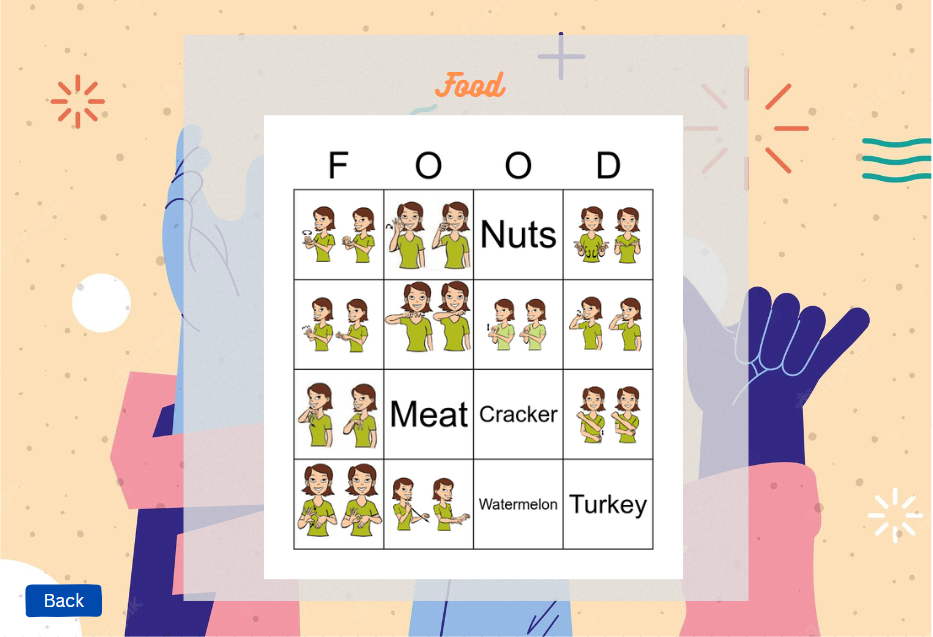 Food
F O O D
Nuts
Meat Cracker
Watermelon Turkey
Back